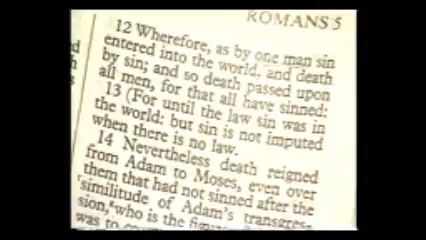 ROMANS 5
12 Wherefore, as by one man sin
entered into the world, and death
by sin; and so death passed upon
all men, for that all have sinned:
13 (For until the law sin was in
the world: but sin is not imputed
when there is no law.
14 Nevertheless death reigned
from Adam to Moses, even over
them that had not sinned after the
similitude of Adam's transgres-
sion, who is the
was to